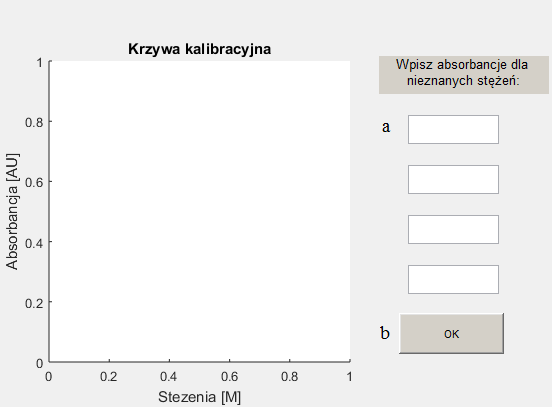 Krzywa kalibracyjna
1
0.8
0.6
0.4
0.2
0
Absorbancja [AU]
0 0.2 0.4 0.6 0.8 1
Stezenia [M]
Wpisz absorbancje dla
nieznanych stężeń:
a
b OK